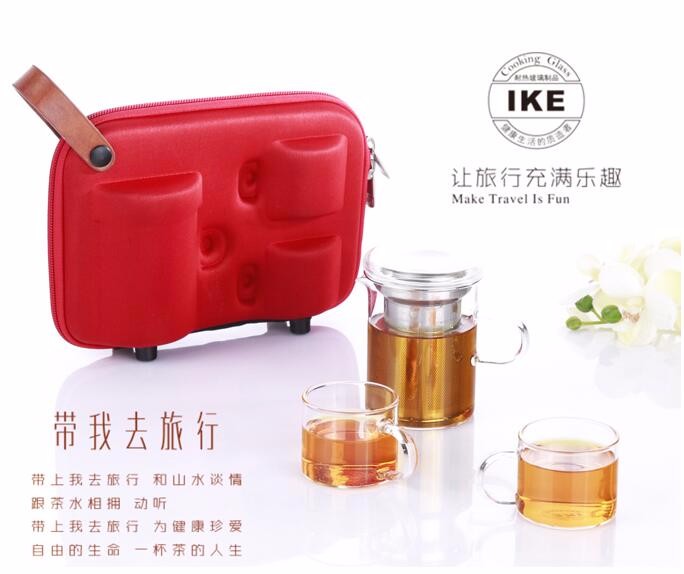 Cooking Glass
耐热玻璃制品
IKE
健康生活的质造者
让旅行充满乐趣
Make Travel Is Fun
带我去旅行
带上我去旅行 和山水谈情
跟茶水相拥 动听
带上我去旅行 为健康珍爱
自由的生命 一杯茶的人生